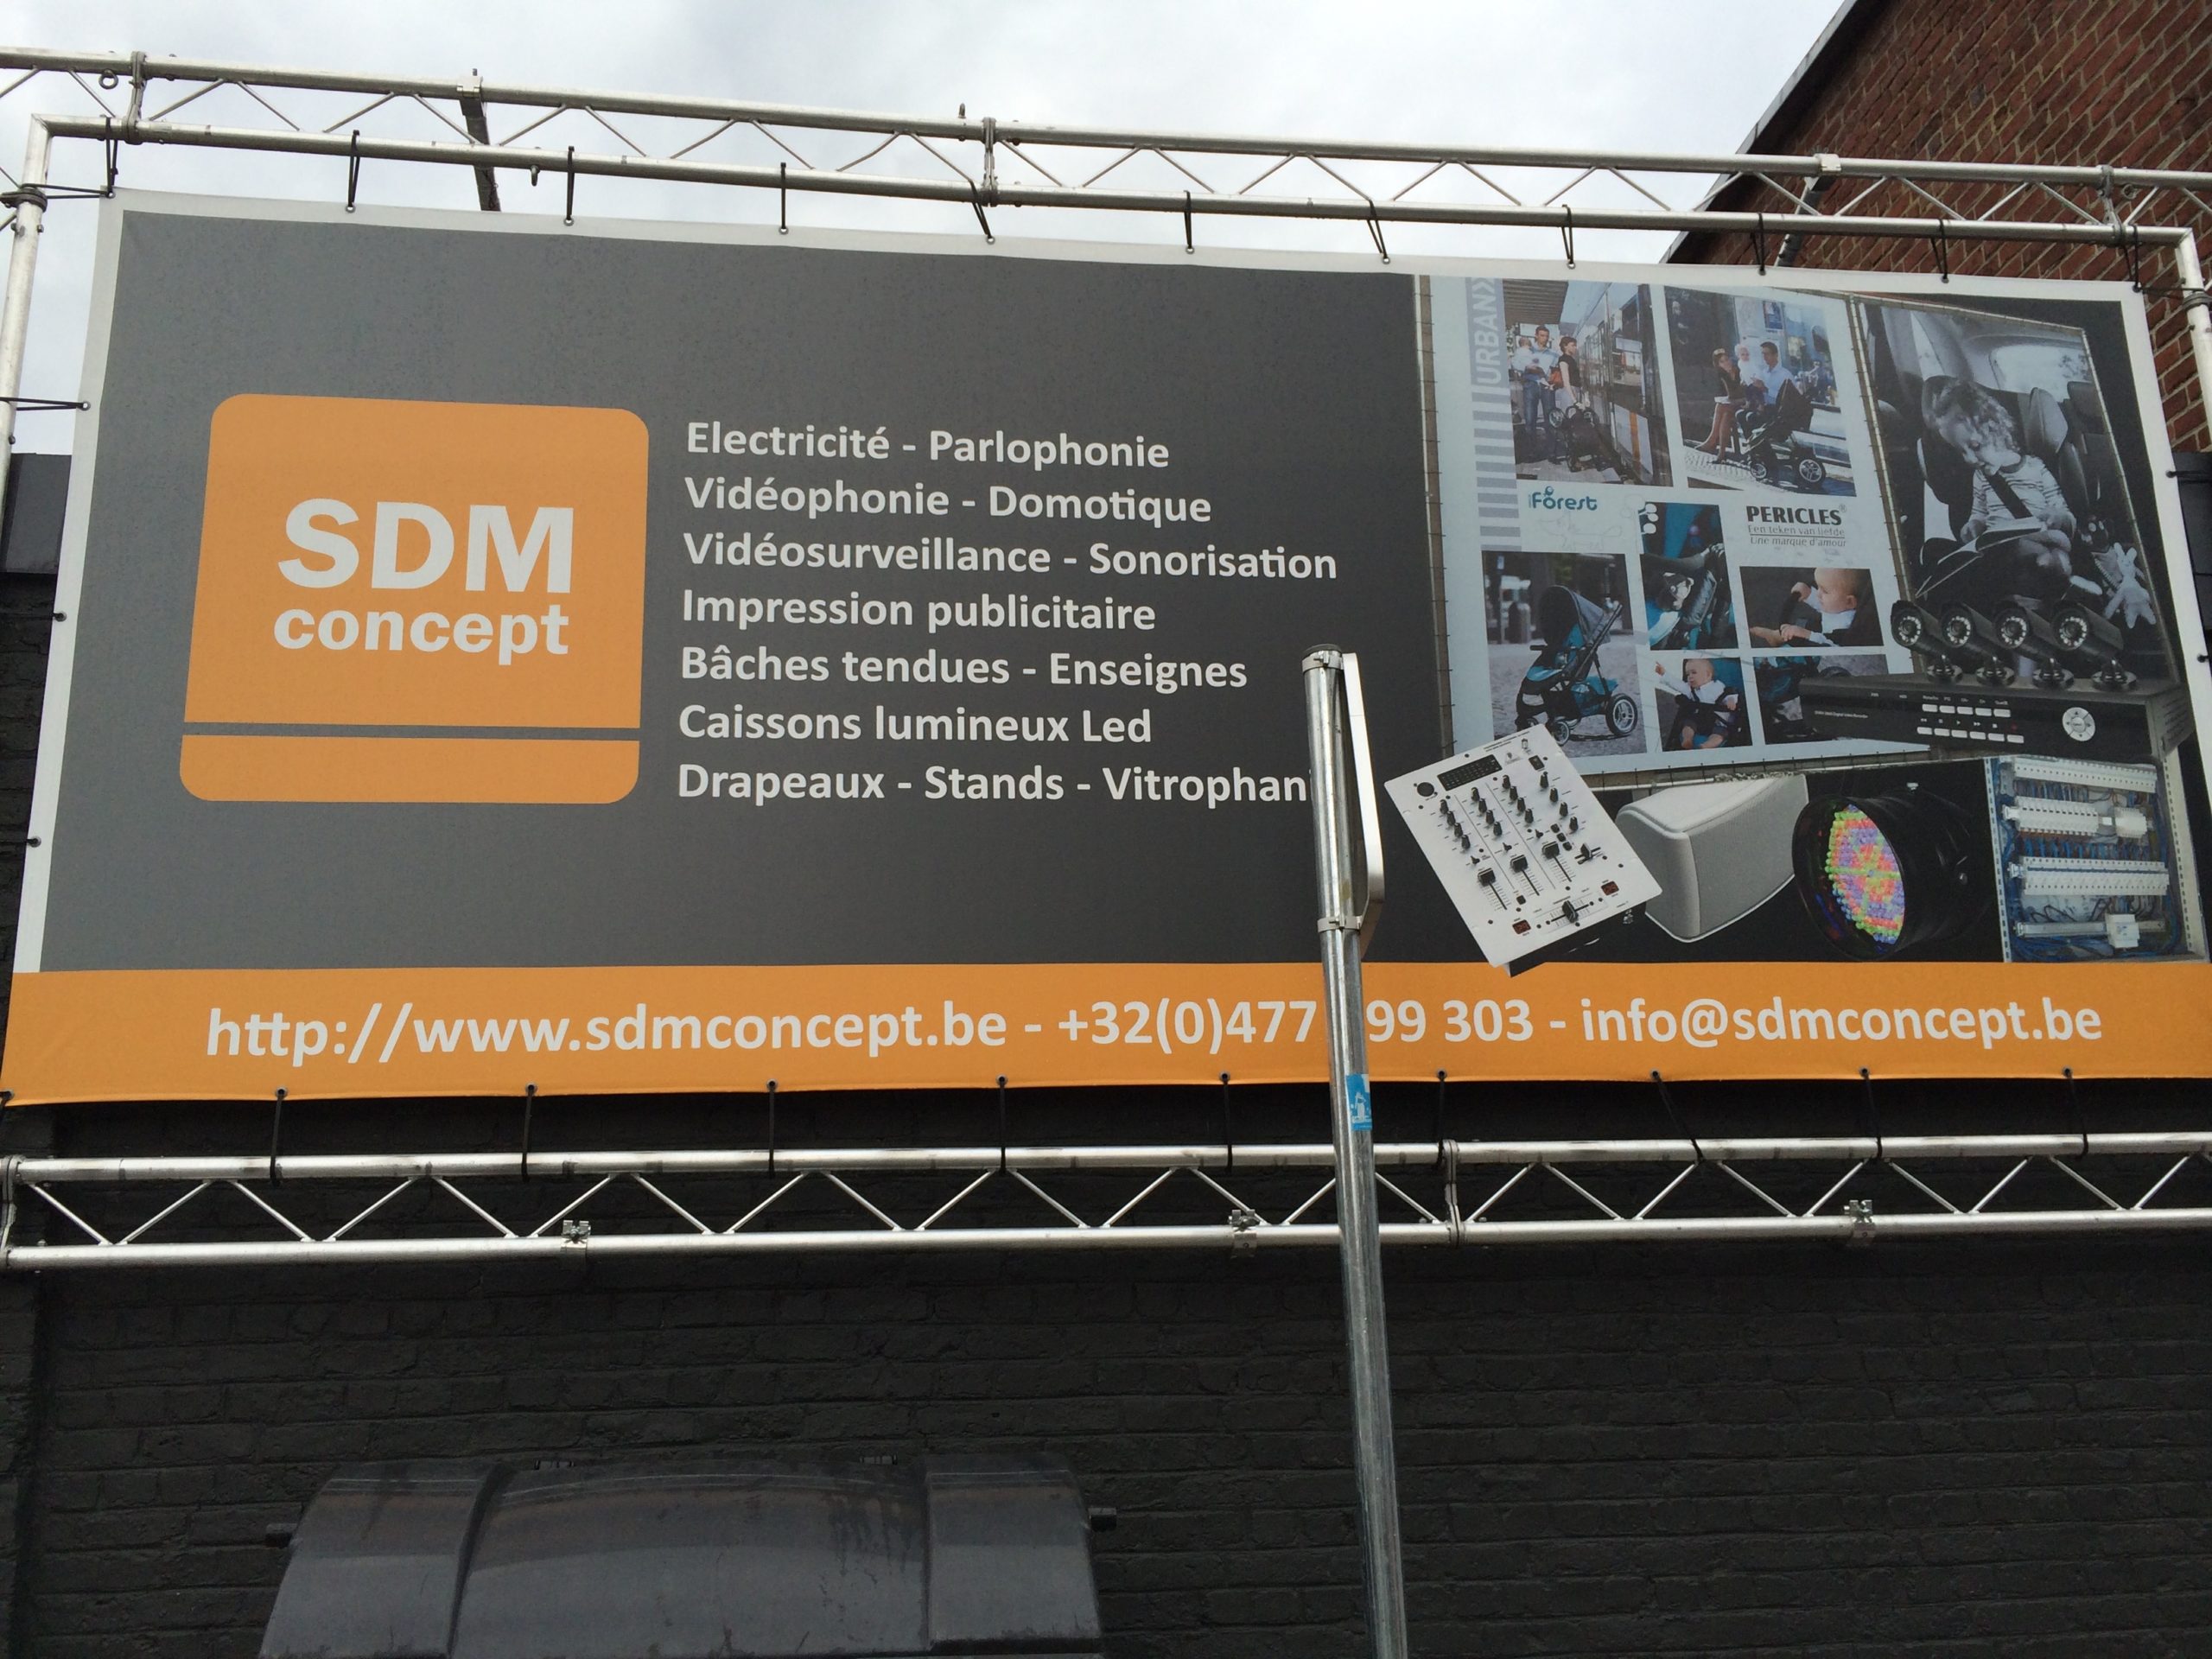 SDM
concept
Electricité - Parlophonie
Vidéophonie - Domotique
Vidéosurveillance - Sonorisation
Impression publicitaire
Bâches tendues - Enseignes
Caissons lumineux Led
Drapeaux - Stands - Vitrophan
URBAN
Forest
PERICLES
Een teken van liefde
Une marque d'amour
http://www.sdmconcept.be - +32(0)477 99 303 - info@sdmconcept.be